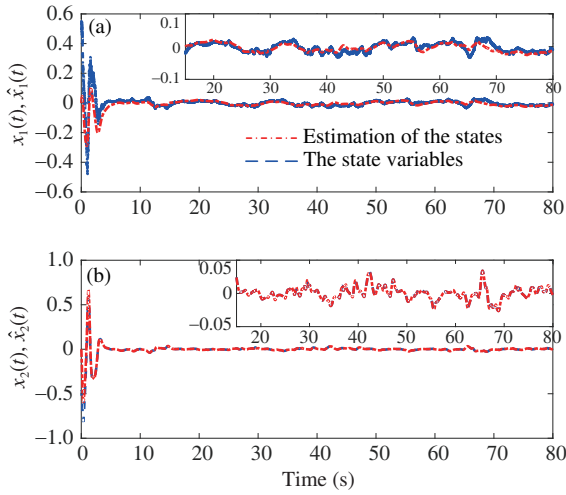 0.6
(a)
0.1
0.4
0
0.2
-0.1
20 30 40 50 60 70 80
0
-0.2
Estimation of the states
-0.4
The state variables
-0.6
0 10 20 30 40 50 60 70 80
x₁(t), x̂₁(t)
1.0
(b)
0.05
0.5
0
-0.05
20 30 40 50 60 70 80
0
-0.5
-1.0
0 10 20 30 40 50 60 70 80
x₂(t), x̂₂(t)
Time (s)